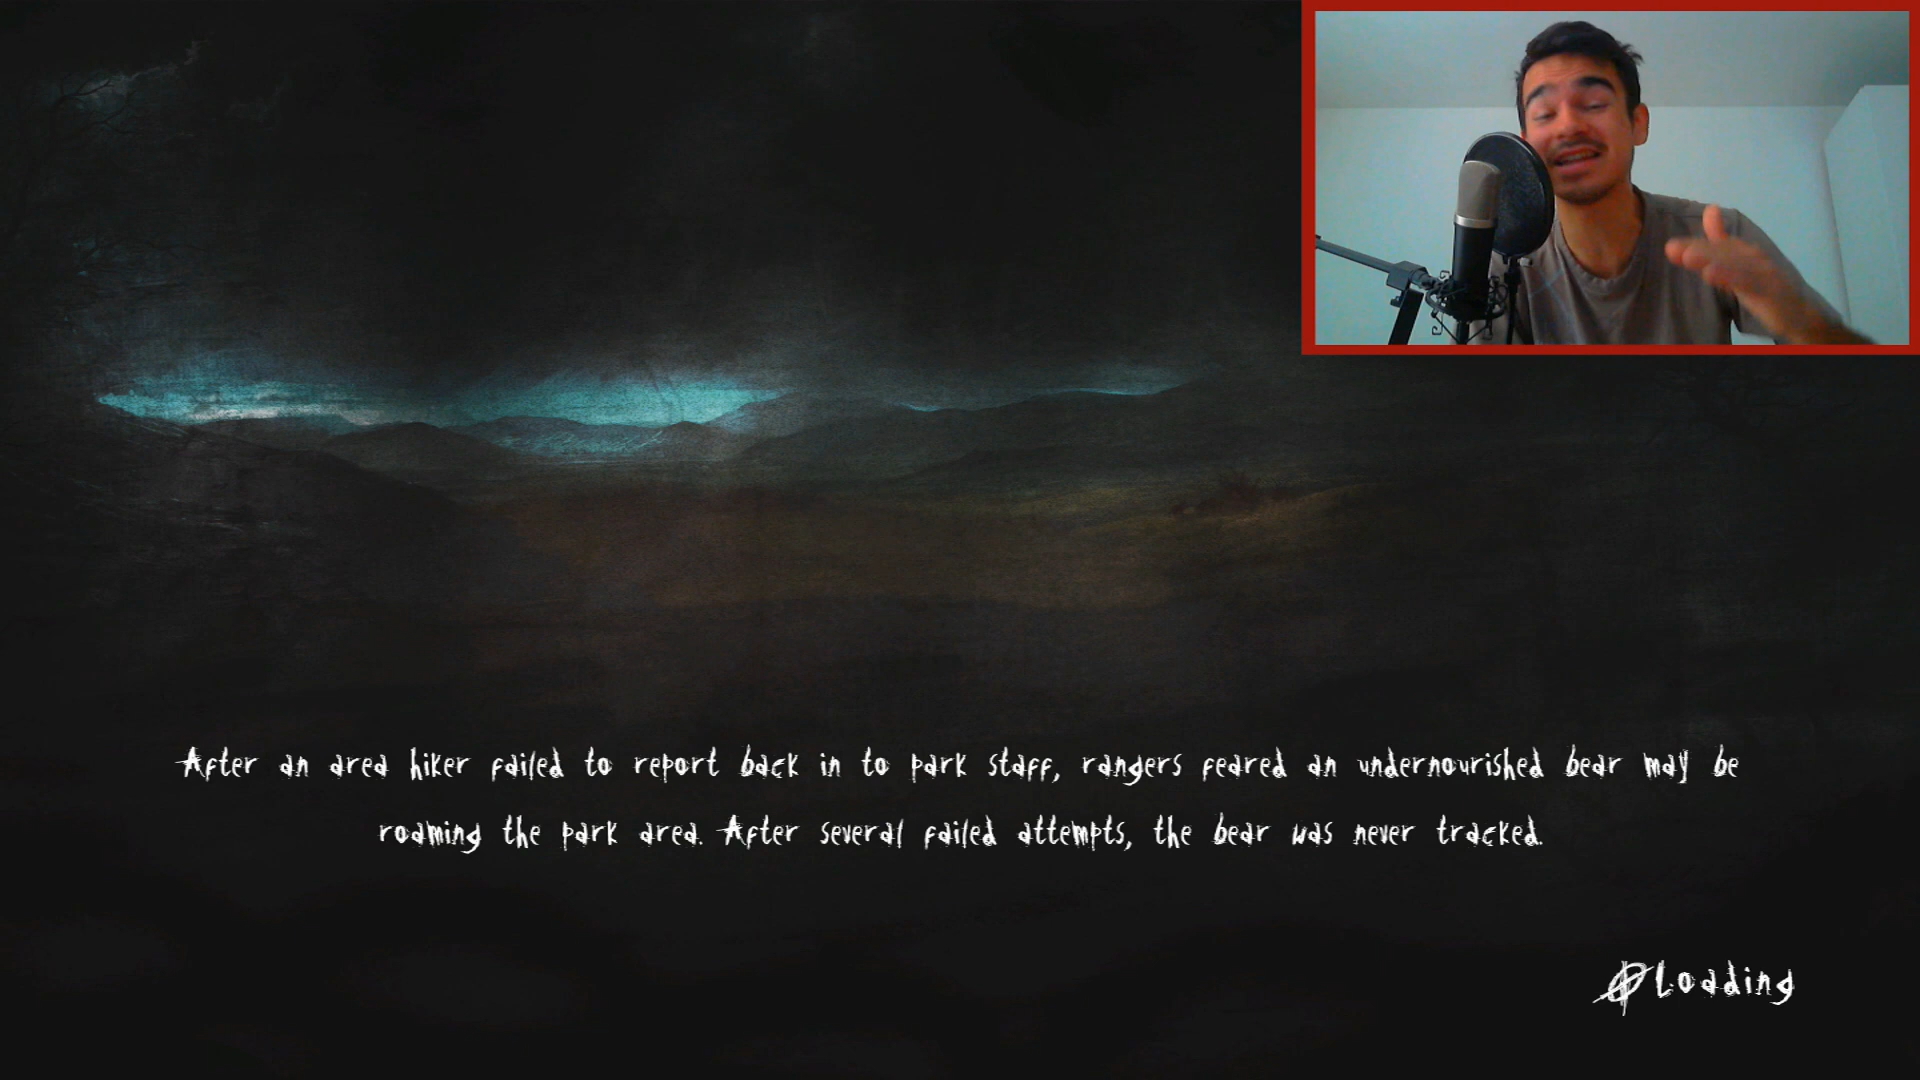 After an area hiker failed to report back in to park staff, rangers feared an undernourished bear may be
roaming the park area. After several failed attempts, the bear was never tracked.
Loading